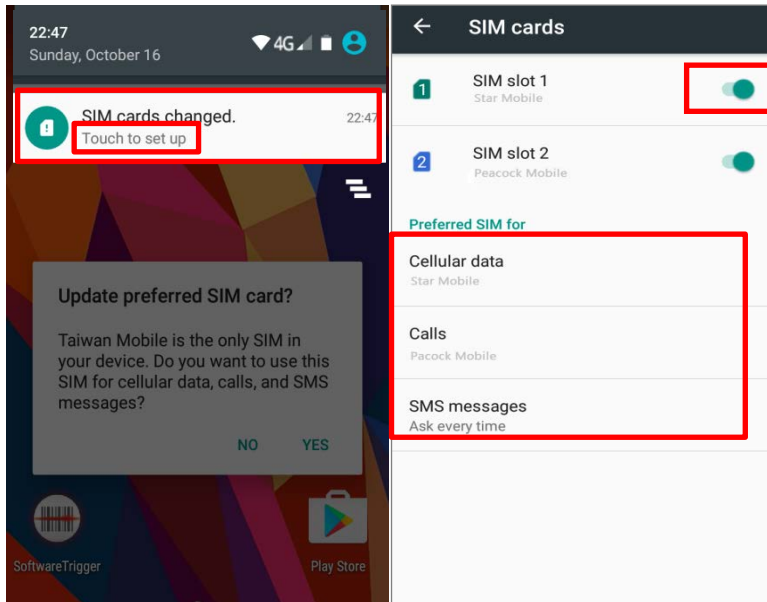 22:47
Sunday, October 16
4G
SIM cards changed.
22:47
Touch to set up
Update preferred SIM card?
Taiwan Mobile is the only SIM in
your device. Do you want to use this
SIM for cellular data, calls, and SMS
messages?
NO YES
SoftwareTrigger
Play Store
SIM cards
1
SIM slot 1
Star Mobile
2
SIM slot 2
Peacock Mobile
Preferred SIM for
Cellular data
Star Mobile
Calls
Pacock Mobile
SMS messages
Ask every time